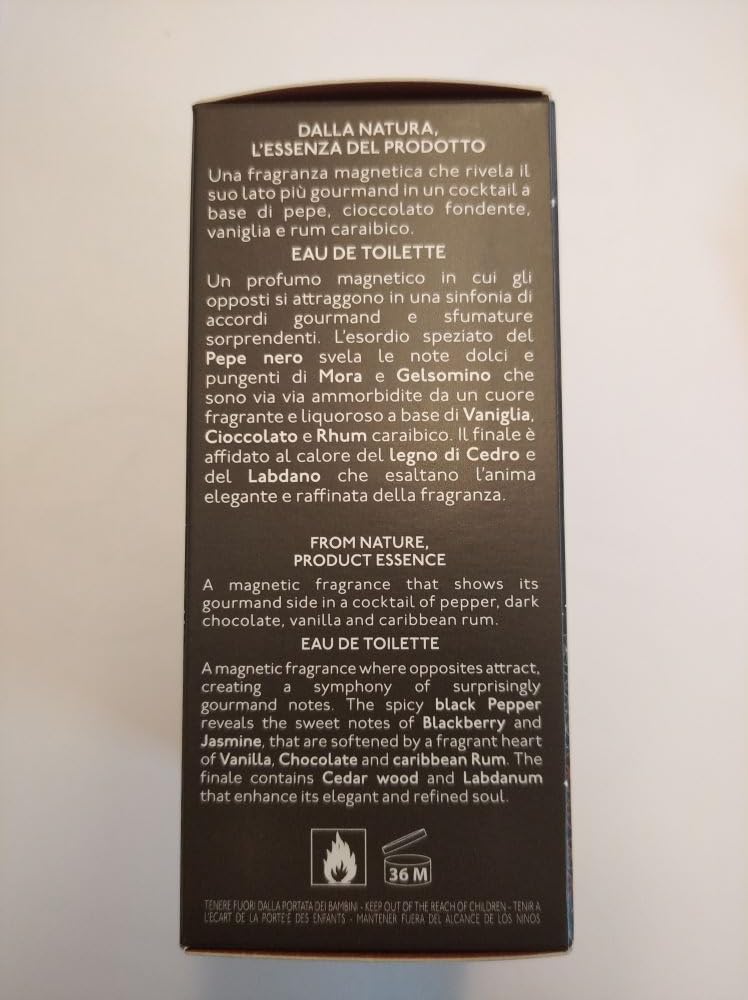 DALLA NATURA,
L'ESSENZA DEL PRODOTTO
Una fragranza magnetica che rivela il
suo lato più gourmand in un cocktail a
base di pepe, cioccolato fondente,
vaniglia e rum caraibico.
EAU DE TOILETTE
Un profumo magnetico in cui gli
opposti si attraggono in una sinfonia di
accordi gourmand e sfumature
sorprendenti. L'esordio speziato del
Pepe nero svela le note dolci e
pungenti di Mora e Gelsomino che
sono via via ammorbidite da un cuore
fragrante e liquoroso a base di Vaniglia,
Cioccolato e Rhum caraibico. Il finale è
affidato al calore del legno di Cedro e
del Labdano che esaltano l'anima
elegante e raffinata della fragranza.
FROM NATURE,
PRODUCT ESSENCE
A magnetic fragrance that shows its
gourmand side in a cocktail of pepper, dark
chocolate, vanilla and caribbean rum.
EAU DE TOILETTE
A magnetic fragrance where opposites attract,
creating a symphony of surprisingly
gourmand notes. The spicy black Pepper
reveals the sweet notes of Blackberry and
Jasmine, that are softened by a fragrant heart
of Vanilla, Chocolate and caribbean Rum. The
finale contains Cedar wood and Labdanum
that enhance its elegant and refined soul.
36 M
TENERE FUORI DALLA PORTATA DEI BAMBINI - KEEP OUT OF THE REACH OF CHILDREN - TENIR A
L'ECART DE LA PORTE'E DES ENFANTS - MANTENER FUERA DEL ALCANCE DE LOS NINOS